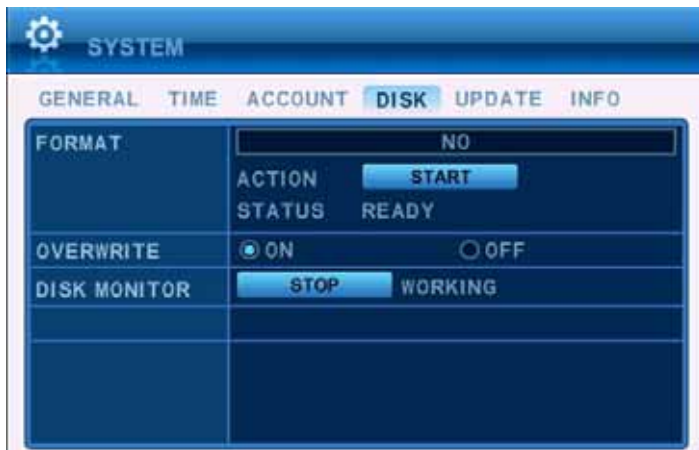 SYSTEM
GENERAL TIME ACCOUNT DISK UPDATE INFO
FORMAT NO
ACTION START
STATUS READY
OVERWRITE ON OFF
DISK MONITOR STOP WORKING